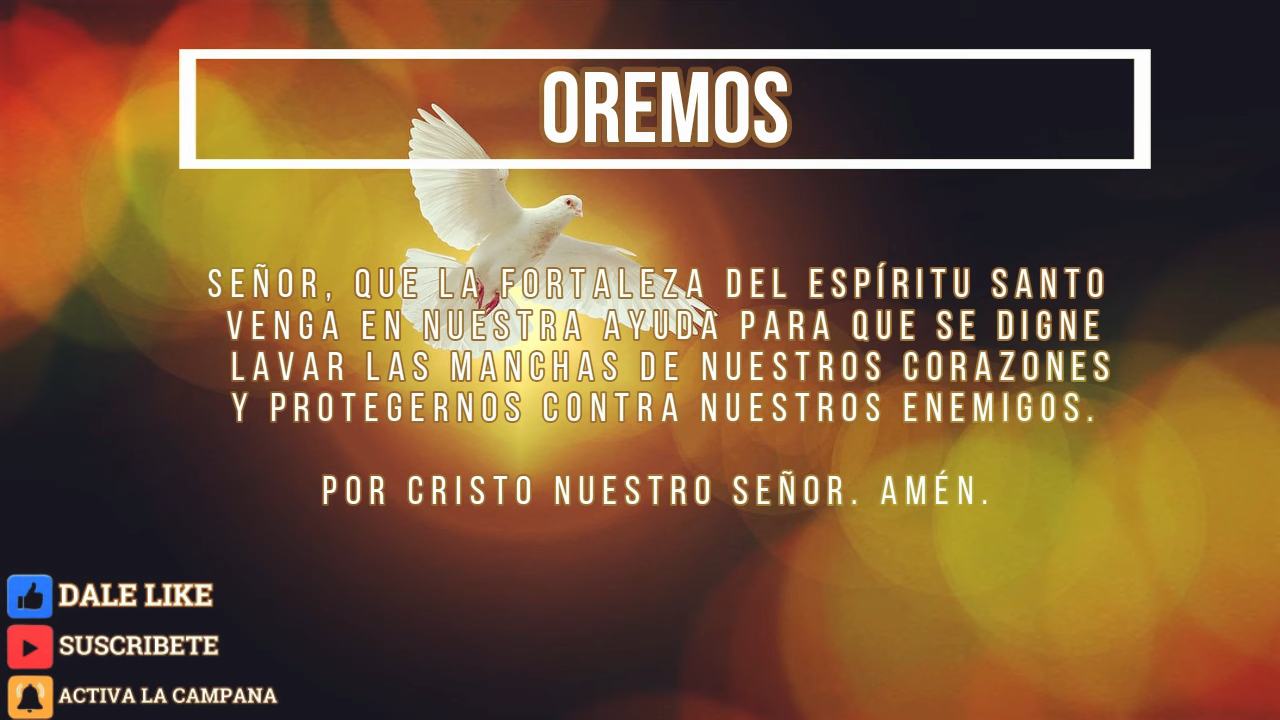 OREMOS
SEÑOR, QUE LA FORTALEZA DEL ESPÍRITU SANTO
VENGA EN NUESTRA AYUDA PARA QUE SE DIGNE
LAVAR LAS MANCHAS DE NUESTROS CORAZONES
Y PROTEGERNOS CONTRA NUESTROS ENEMIGOS.
POR CRISTO NUESTRO SEÑOR. AMÉN.
DALE LIKE
SUSCRIBETE
ACTIVA LA CAMPANA